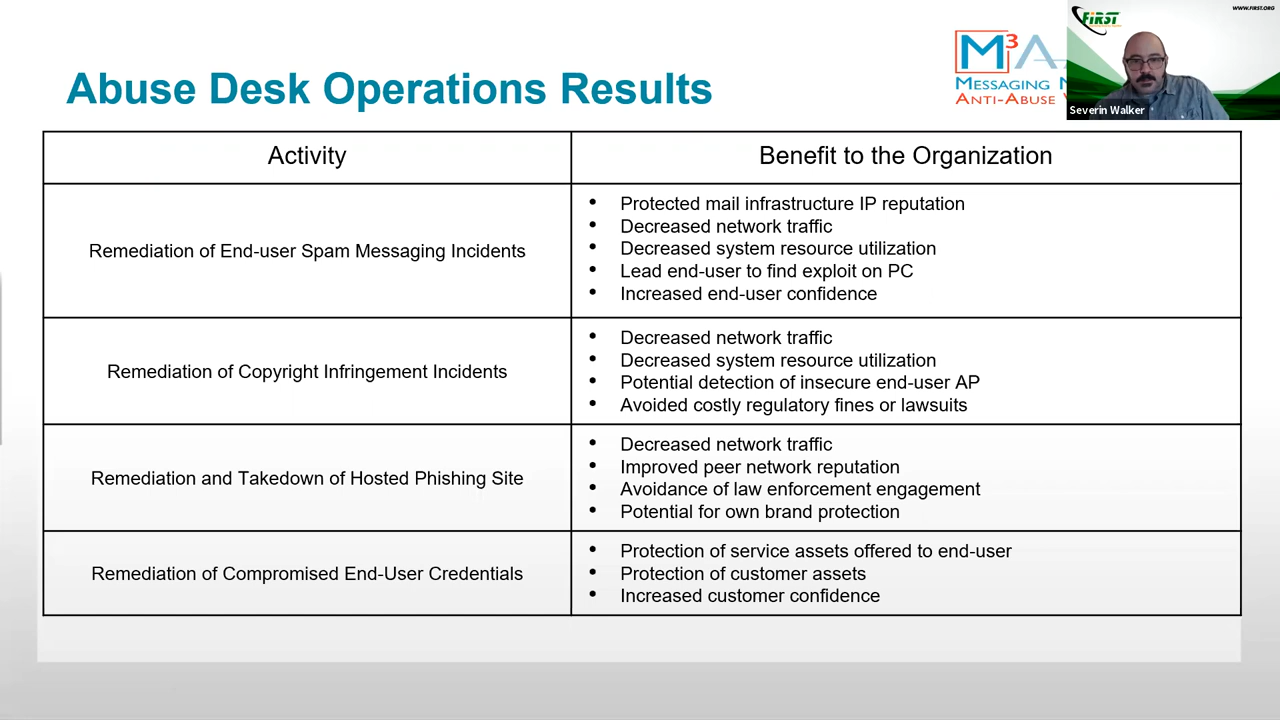 WWW.FIRST.ORG
FiRST
Abuse Desk Operations Results
M3A
MESSAGING
ANTI-ABUSE
Severin Walker
Activity
Benefit to the Organization
Remediation of End-user Spam Messaging Incidents
• Protected mail infrastructure IP reputation
• Decreased network traffic
• Decreased system resource utilization
• Lead end-user to find exploit on PC
• Increased end-user confidence
Remediation of Copyright Infringement Incidents
• Decreased network traffic
• Decreased system resource utilization
• Potential detection of insecure end-user AP
• Avoided costly regulatory fines or lawsuits
Remediation and Takedown of Hosted Phishing Site
• Decreased network traffic
• Improved peer network reputation
• Avoidance of law enforcement engagement
• Potential for own brand protection
Remediation of Compromised End-User Credentials
• Protection of service assets offered to end-user
• Protection of customer assets
• Increased customer confidence